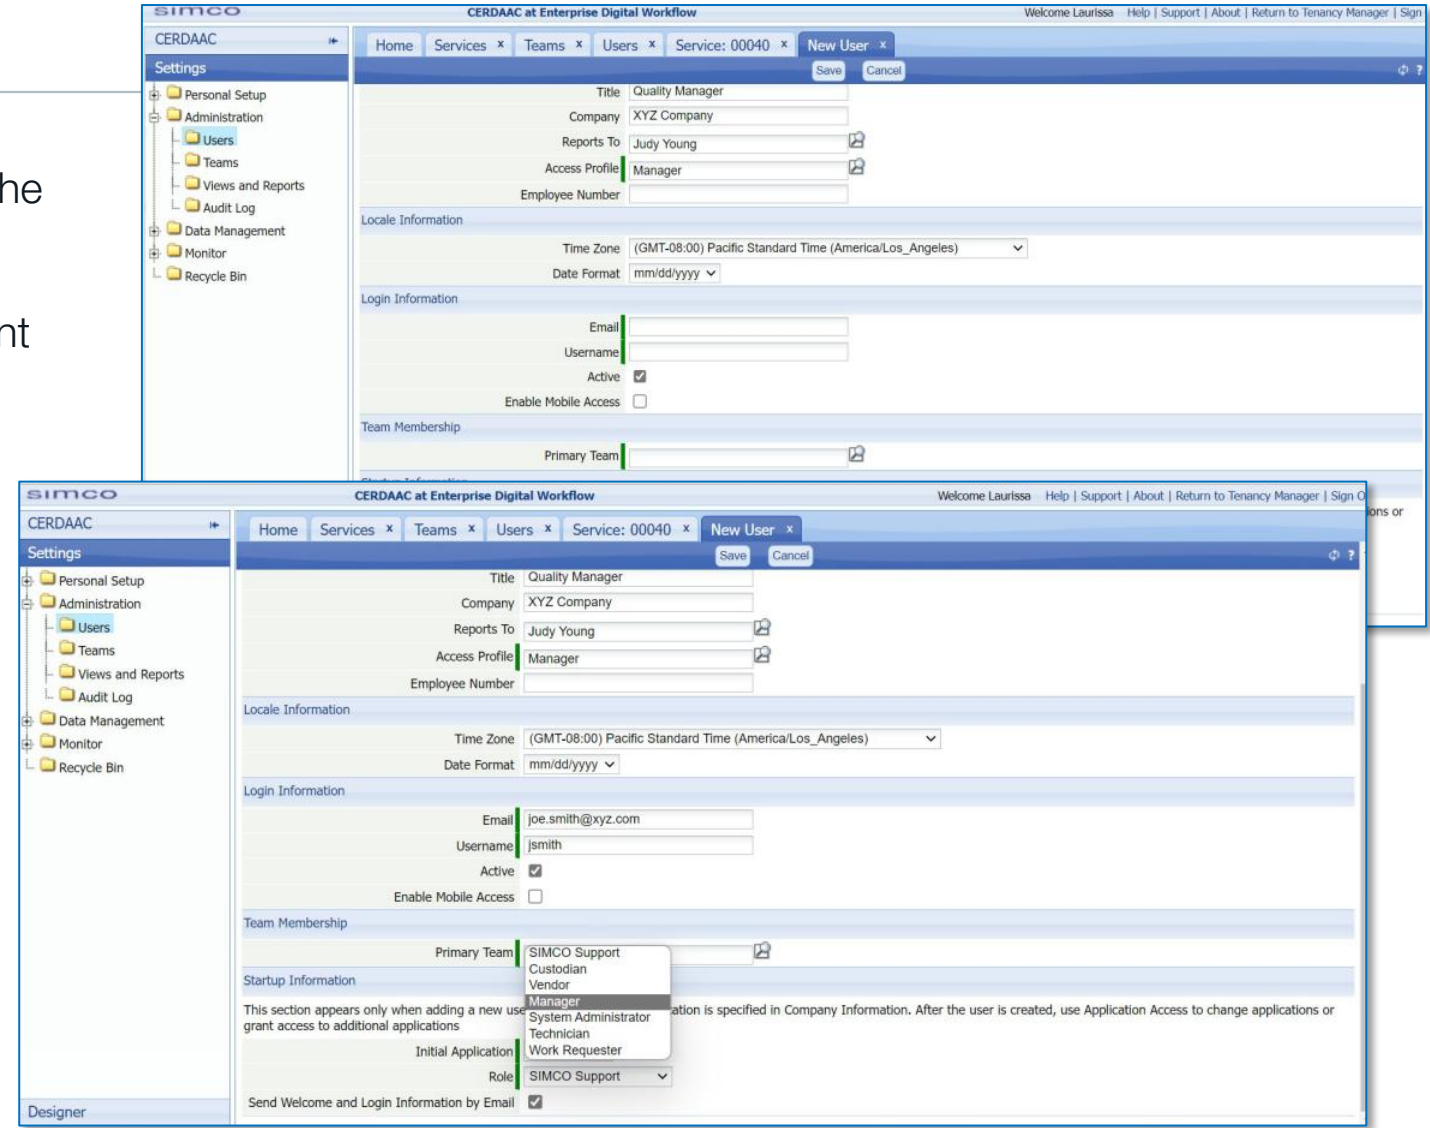 he
nt
simco
CERDAAC at Enterprise Digital Workflow
Welcome Laurissa Help | Support | About | Return to Tenancy Manager | Sign
CERDAAC
Home Services x Teams x Users x Service: 00040 x New User x
Settings
Save Cancel
?
Personal Setup
Administration
Users
Teams
Views and Reports
Audit Log
Data Management
Monitor
Recycle Bin
Title Quality Manager
Company XYZ Company
Reports To Judy Young
Access Profile Manager
Employee Number
Locale Information
Time Zone (GMT-08:00) Pacific Standard Time (America/Los_Angeles)
Date Format mm/dd/yyyy
Login Information
Email
Username
Active
Enable Mobile Access
Team Membership
Primary Team
ions or
simco
CERDAAC at Enterprise Digital Workflow
Welcome Laurissa Help | Support | About | Return to Tenancy Manager | Sign O
CERDAAC
Home Services x Teams x Users x Service: 00040 x New User x
Settings
Save Cancel
?
Personal Setup
Administration
Users
Teams
Views and Reports
Audit Log
Data Management
Monitor
Recycle Bin
Designer
Title Quality Manager
Company XYZ Company
Reports To Judy Young
Access Profile Manager
Employee Number
Locale Information
Time Zone (GMT-08:00) Pacific Standard Time (America/Los_Angeles)
Date Format mm/dd/yyyy
Login Information
Email joe.smith@xyz.com
Username jsmith
Active
Enable Mobile Access
Team Membership
Primary Team
SIMCO Support
Custodian
Vendor
Manager
System Administrator
Technician
Work Requester
Startup Information
This section appears only when adding a new use ation is specified in Company Information. After the user is created, use Application Access to change applications or
grant access to additional applications
Initial Application
Role SIMCO Support
Send Welcome and Login Information by Email